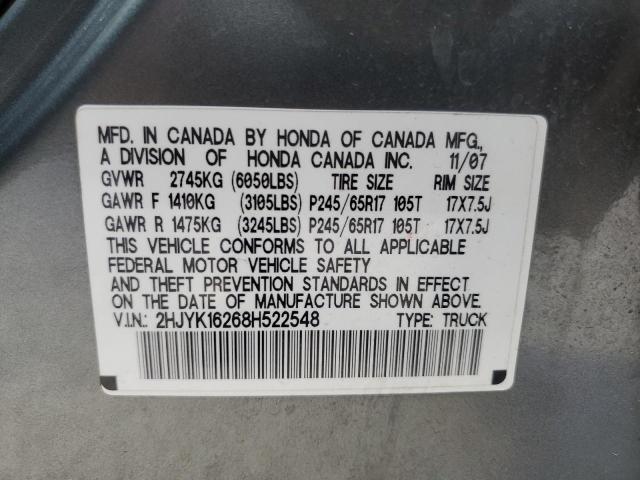 MFD. IN CANADA BY HONDA OF CANADA MFG.,
A DIVISION OF HONDA CANADA INC. 11/07
GVWR 2745KG (6050LBS) TIRE SIZE RIM SIZE
GAWR F 1410KG (3105LBS) P245/65R17 105T 17X7.5J
GAWR R 1475KG (3245LBS) P245/65R17 105T 17X7.5J
THIS VEHICLE CONFORMS TO ALL APPLICABLE
FEDERAL MOTOR VEHICLE SAFETY
AND THEFT PREVENTION STANDARDS IN EFFECT
ON THE DATE OF MANUFACTURE SHOWN ABOVE.
V.I.N.: 2HJYK16268H522548 TYPE: TRUCK